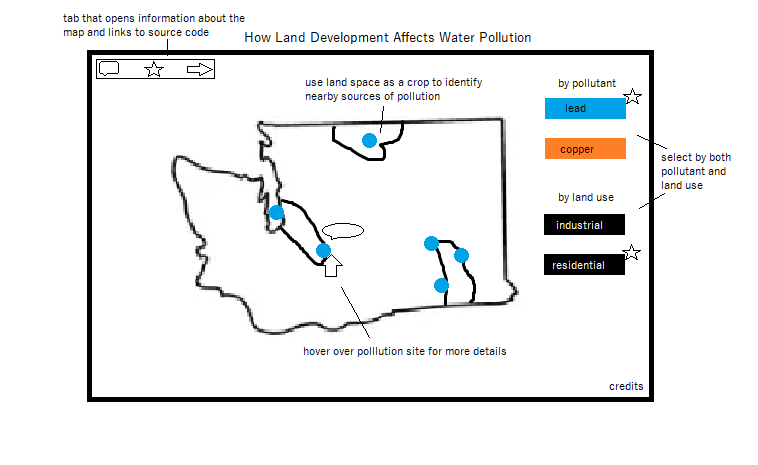 tab that opens information about the
map and links to source code
How Land Development Affects Water Pollution
use land space as a crop to identify
nearby sources of pollution
by pollutant
lead
copper
select by both
pollutant and
land use
by land use
industrial
residential
hover over polllution site for more details
credits